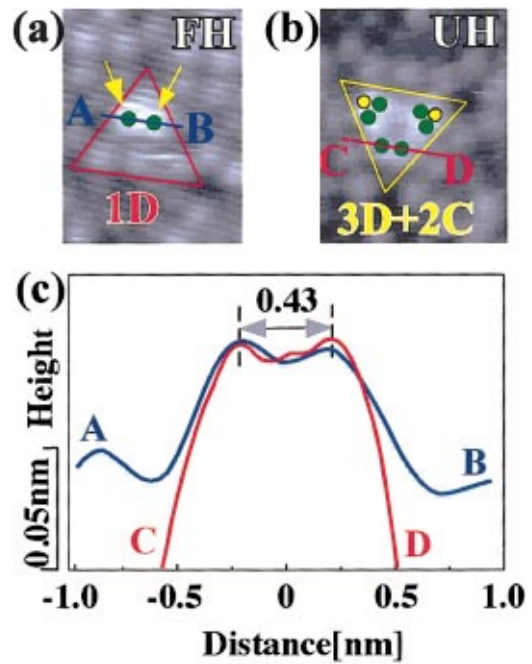 (a) FH
A B
1D
(b) UH
C D
3D+2C
(c)
0.43
Height
0.05nm
A
B
C
D
-1.0 -0.5 0 0.5 1.0
Distance[nm]